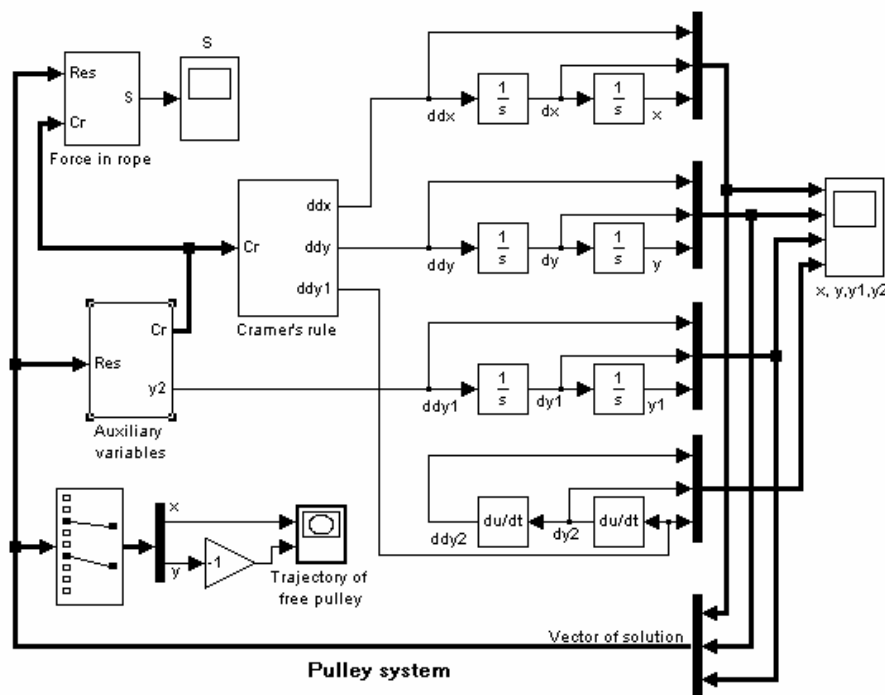 S
Res
S
Cr
Force in rope
ddx
1
s
dx
1
s
x
ddx
Cr
ddy
ddy1
Cramer's rule
ddy
1
s
dy
1
s
y
x, y,y1,y2
Cr
Res
y2
Auxiliary
variables
ddy1
1
s
dy1
1
s
y1
ddy2
du/dt
dy2
du/dt
x
y
-1
Trajectory of
free pulley
Vector of solution
Pulley system